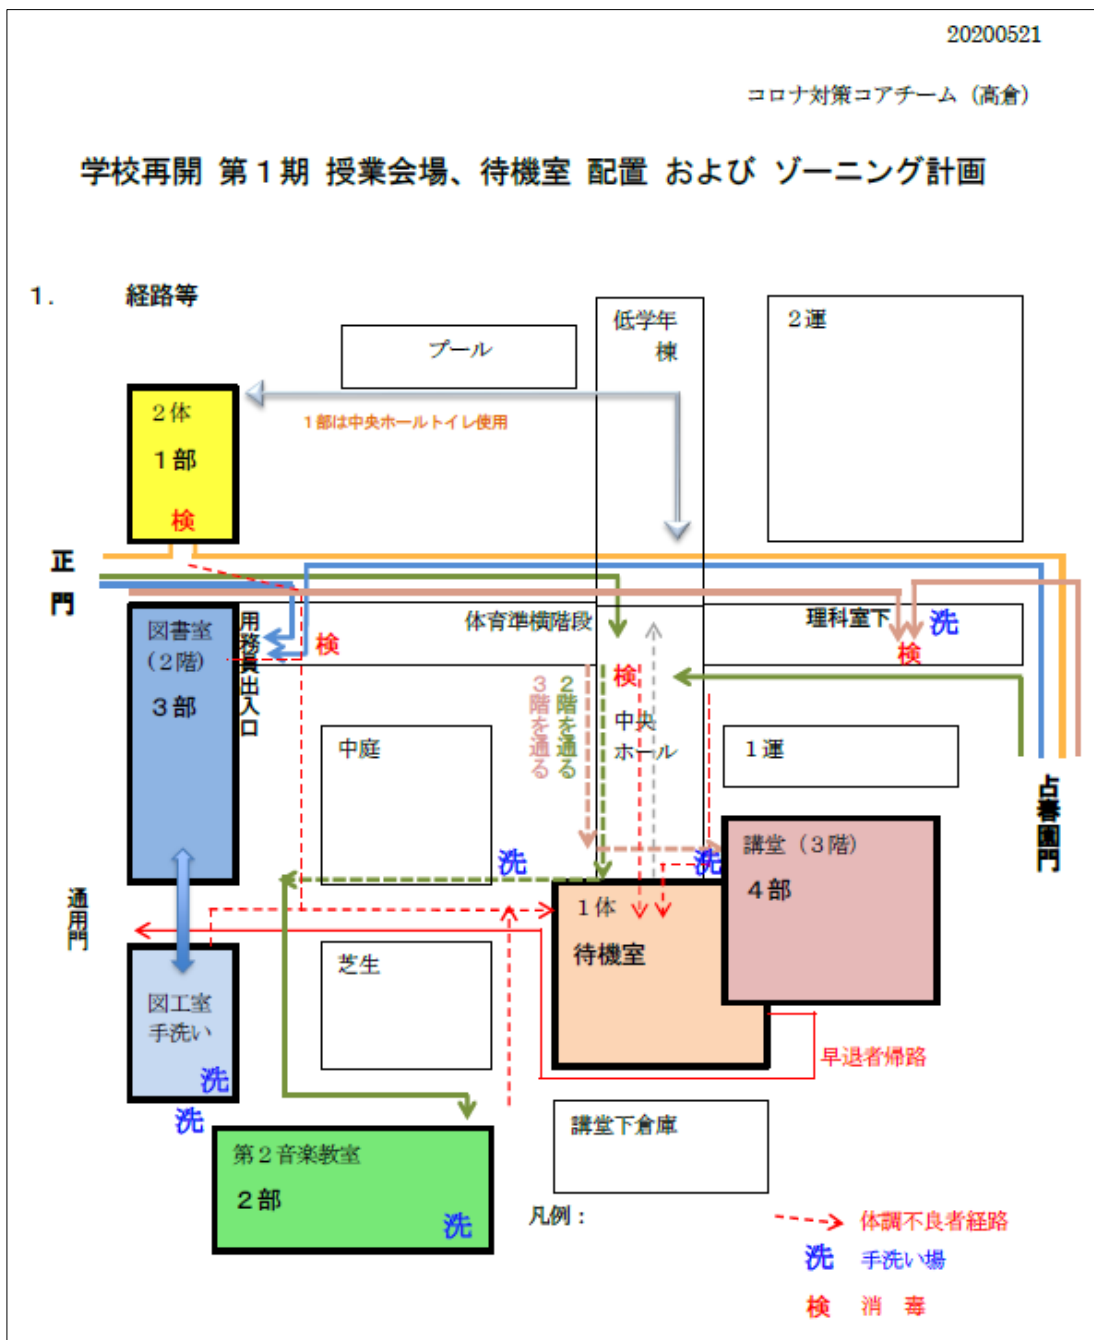 20200521
コロナ対策コアチーム（高倉）
学校再開 第１期 授業会場、待機室 配置 および ゾーニング計画
１．　経路等
プール
低学年
棟
２運
２体
１部
検
１部は中央ホールトイレ使用
正
門
図書室
（２階）
３部
用務員出入口
検
体育準横階段
理科室下
洗
検
検
３階を通る
２階を通る
中央
ホール
中庭
１運
占春園門
洗
洗
講堂（３階）
４部
通用門
１体
待機室
芝生
図工室
手洗い
洗
洗
早退者帰路
講堂下倉庫
第２音楽教室
２部
洗
凡例：
体調不良者経路
洗　手洗い場
検　消　毒